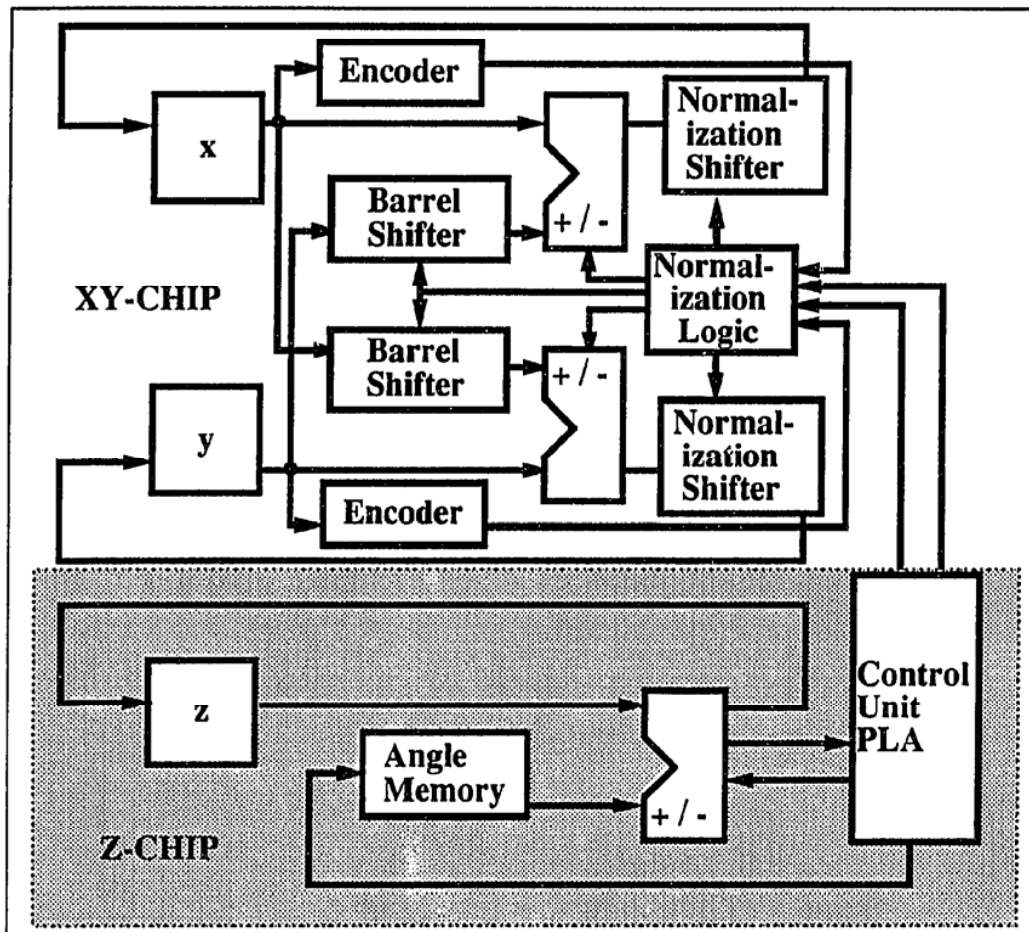 Encoder
Normal-
ization
Shifter
x
Barrel
Shifter
+ / -
Normal-
ization
Logic
XY-CHIP
Barrel
Shifter
+ / -
y
Normal-
ization
Shifter
Encoder
z
Control
Unit
PLA
Angle
Memory
+ / -
Z-CHIP